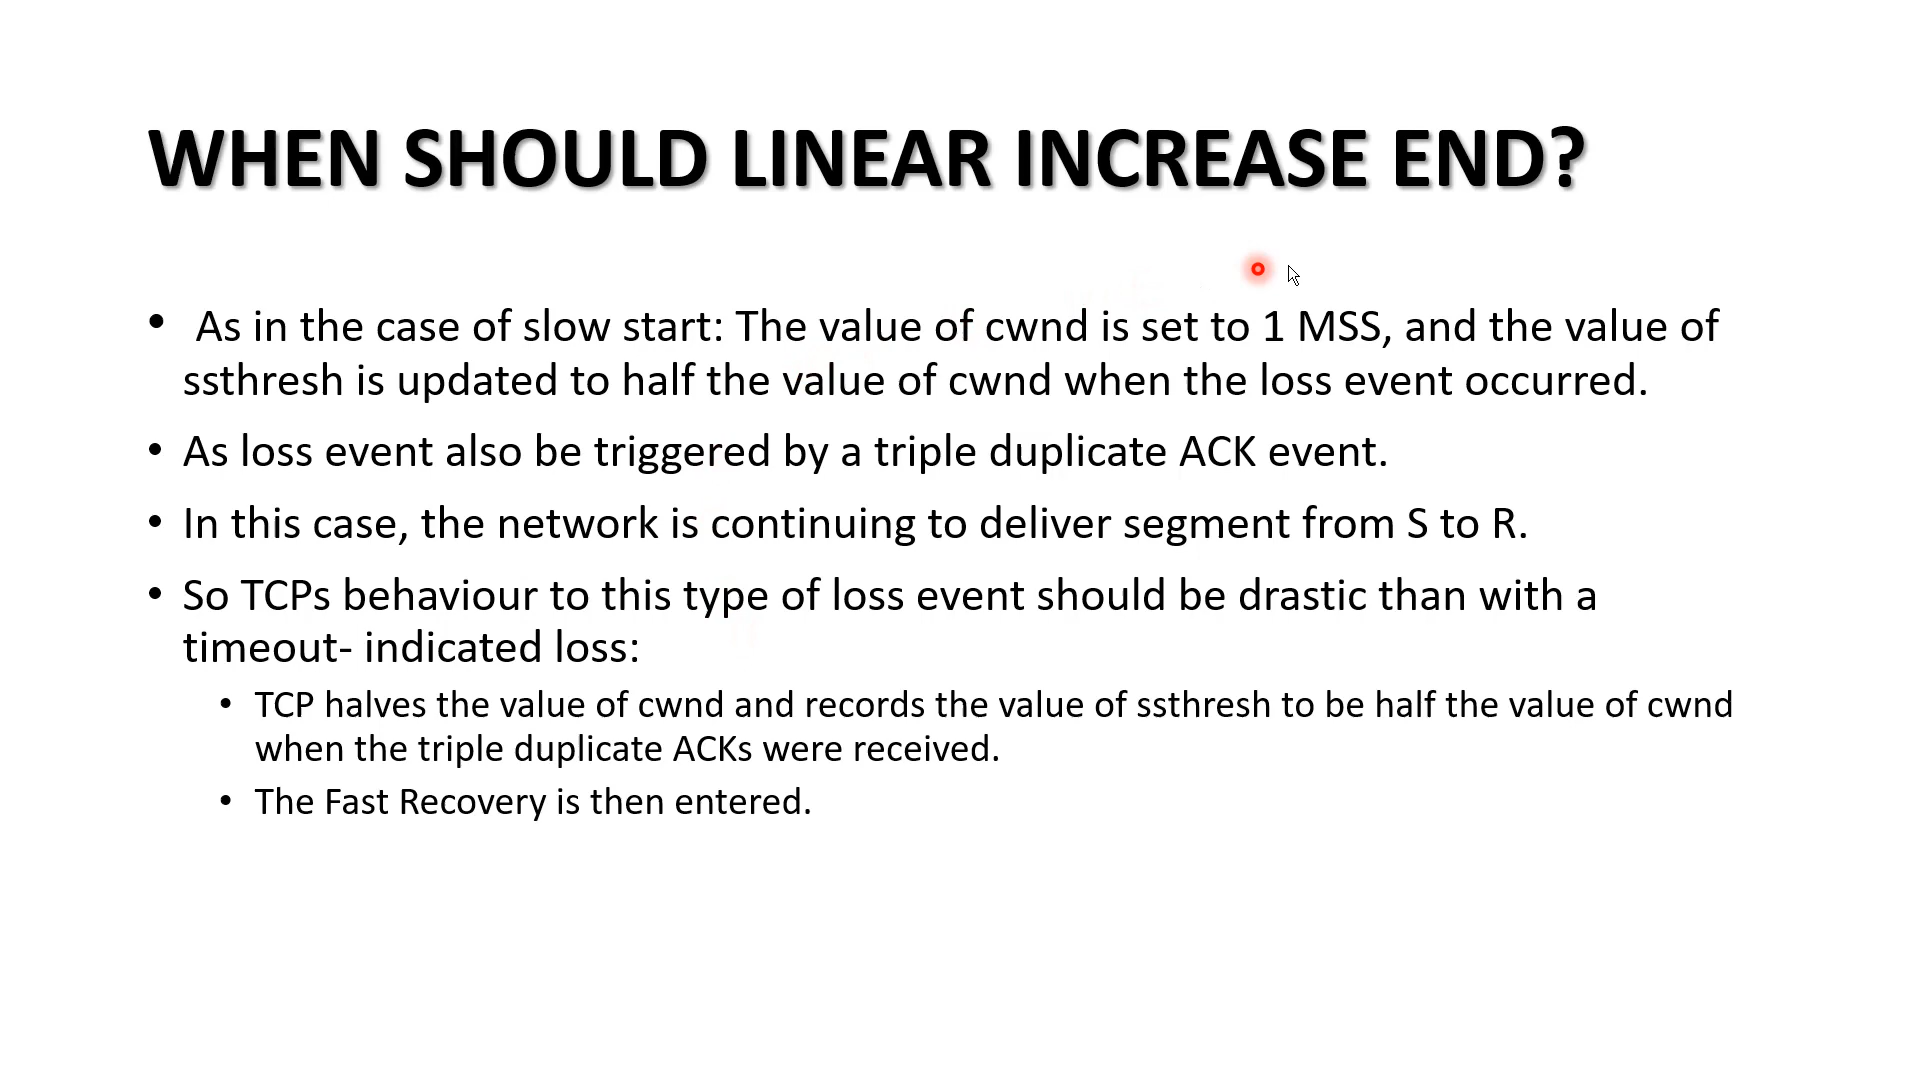 WHEN SHOULD LINEAR INCREASE END?
• As in the case of slow start: The value of cwnd is set to 1 MSS, and the value of
ssthresh is updated to half the value of cwnd when the loss event occurred.
• As loss event also be triggered by a triple duplicate ACK event.
• In this case, the network is continuing to deliver segment from S to R.
• So TCPs behaviour to this type of loss event should be drastic than with a
timeout- indicated loss:
• TCP halves the value of cwnd and records the value of ssthresh to be half the value of cwnd
when the triple duplicate ACKs were received.
• The Fast Recovery is then entered.